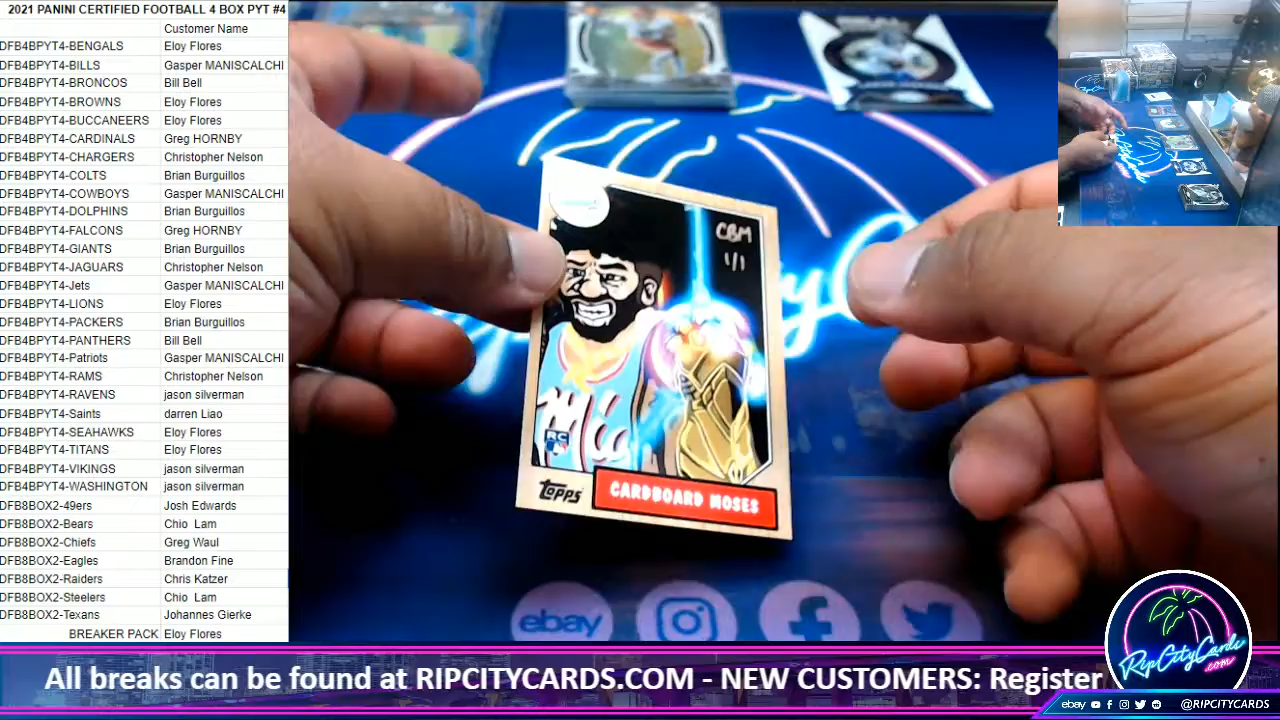 2021 PANINI CERTIFIED FOOTBALL 4 BOX PYT #4
Customer Name
DFB4BPYT4-BENGALS Eloy Flores
DFB4BPYT4-BILLS Gasper MANISCALCHI
DFB4BPYT4-BRONCOS Bill Bell
DFB4BPYT4-BROWNS Eloy Flores
DFB4BPYT4-BUCCANEERS Eloy Flores
DFB4BPYT4-CARDINALS Greg HORNBY
DFB4BPYT4-CHARGERS Christopher Nelson
DFB4BPYT4-COLTS Brian Burguillos
DFB4BPYT4-COWBOYS Gasper MANISCALCHI
DFB4BPYT4-DOLPHINS Brian Burguillos
DFB4BPYT4-FALCONS Greg HORNBY
DFB4BPYT4-GIANTS Brian Burguillos
DFB4BPYT4-JAGUARS Christopher Nelson
DFB4BPYT4-Jets Gasper MANISCALCHI
DFB4BPYT4-LIONS Eloy Flores
DFB4BPYT4-PACKERS Brian Burguillos
DFB4BPYT4-PANTHERS Bill Bell
DFB4BPYT4-Patriots Gasper MANISCALCHI
DFB4BPYT4-RAMS Christopher Nelson
DFB4BPYT4-RAVENS jason silverman
DFB4BPYT4-Saints darren Liao
DFB4BPYT4-SEAHAWKS Eloy Flores
DFB4BPYT4-TITANS Eloy Flores
DFB4BPYT4-VIKINGS jason silverman
DFB4BPYT4-WASHINGTON jason silverman
DFB8BOX2-49ers Josh Edwards
DFB8BOX2-Bears Chio Lam
DFB8BOX2-Chiefs Greg Waul
DFB8BOX2-Eagles Brandon Fine
DFB8BOX2-Raiders Chris Katzer
DFB8BOX2-Steelers Chio Lam
DFB8BOX2-Texans Johannes Gierke
BREAKER PACK Eloy Flores
CBM
1/1
RC
Topps
CARDBOARD MOSES
ebay
RipCityCards
.com
All breaks can be found at RIPCITYCARDS.COM - NEW CUSTOMERS: Register
ebay @RIPCITYCARDS